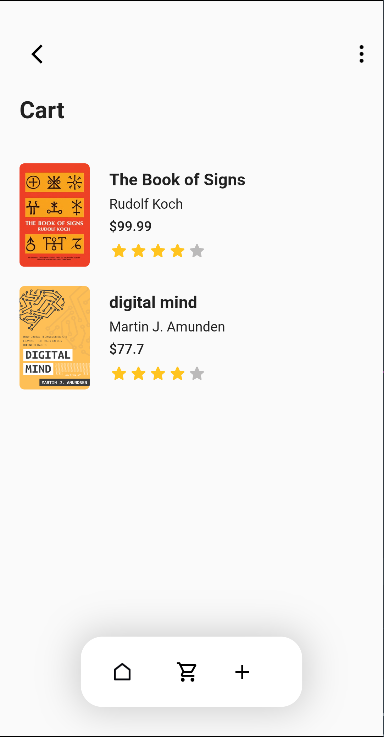 Cart
THE BOOK OF SIGNS
RUDOLF KOCH
The Book of Signs
Rudolf Koch
$99.99
DIGITAL
MIND
MARTIN J. AMUNDEN
digital mind
Martin J. Amunden
$77.7